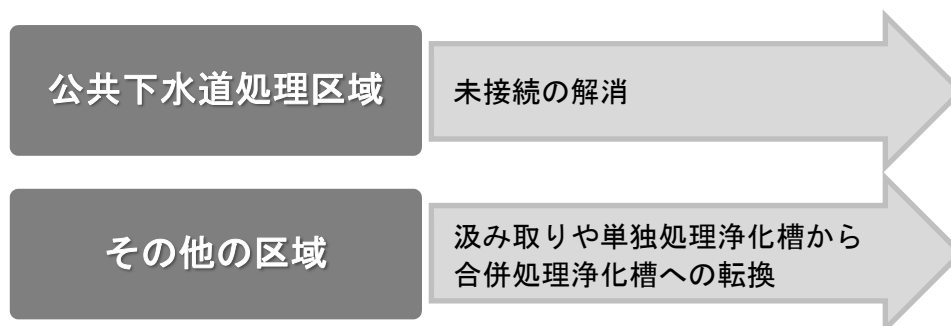 公共下水道処理区域
未接続の解消
その他の区域
汲み取りや単独処理浄化槽から
合併処理浄化槽への転換